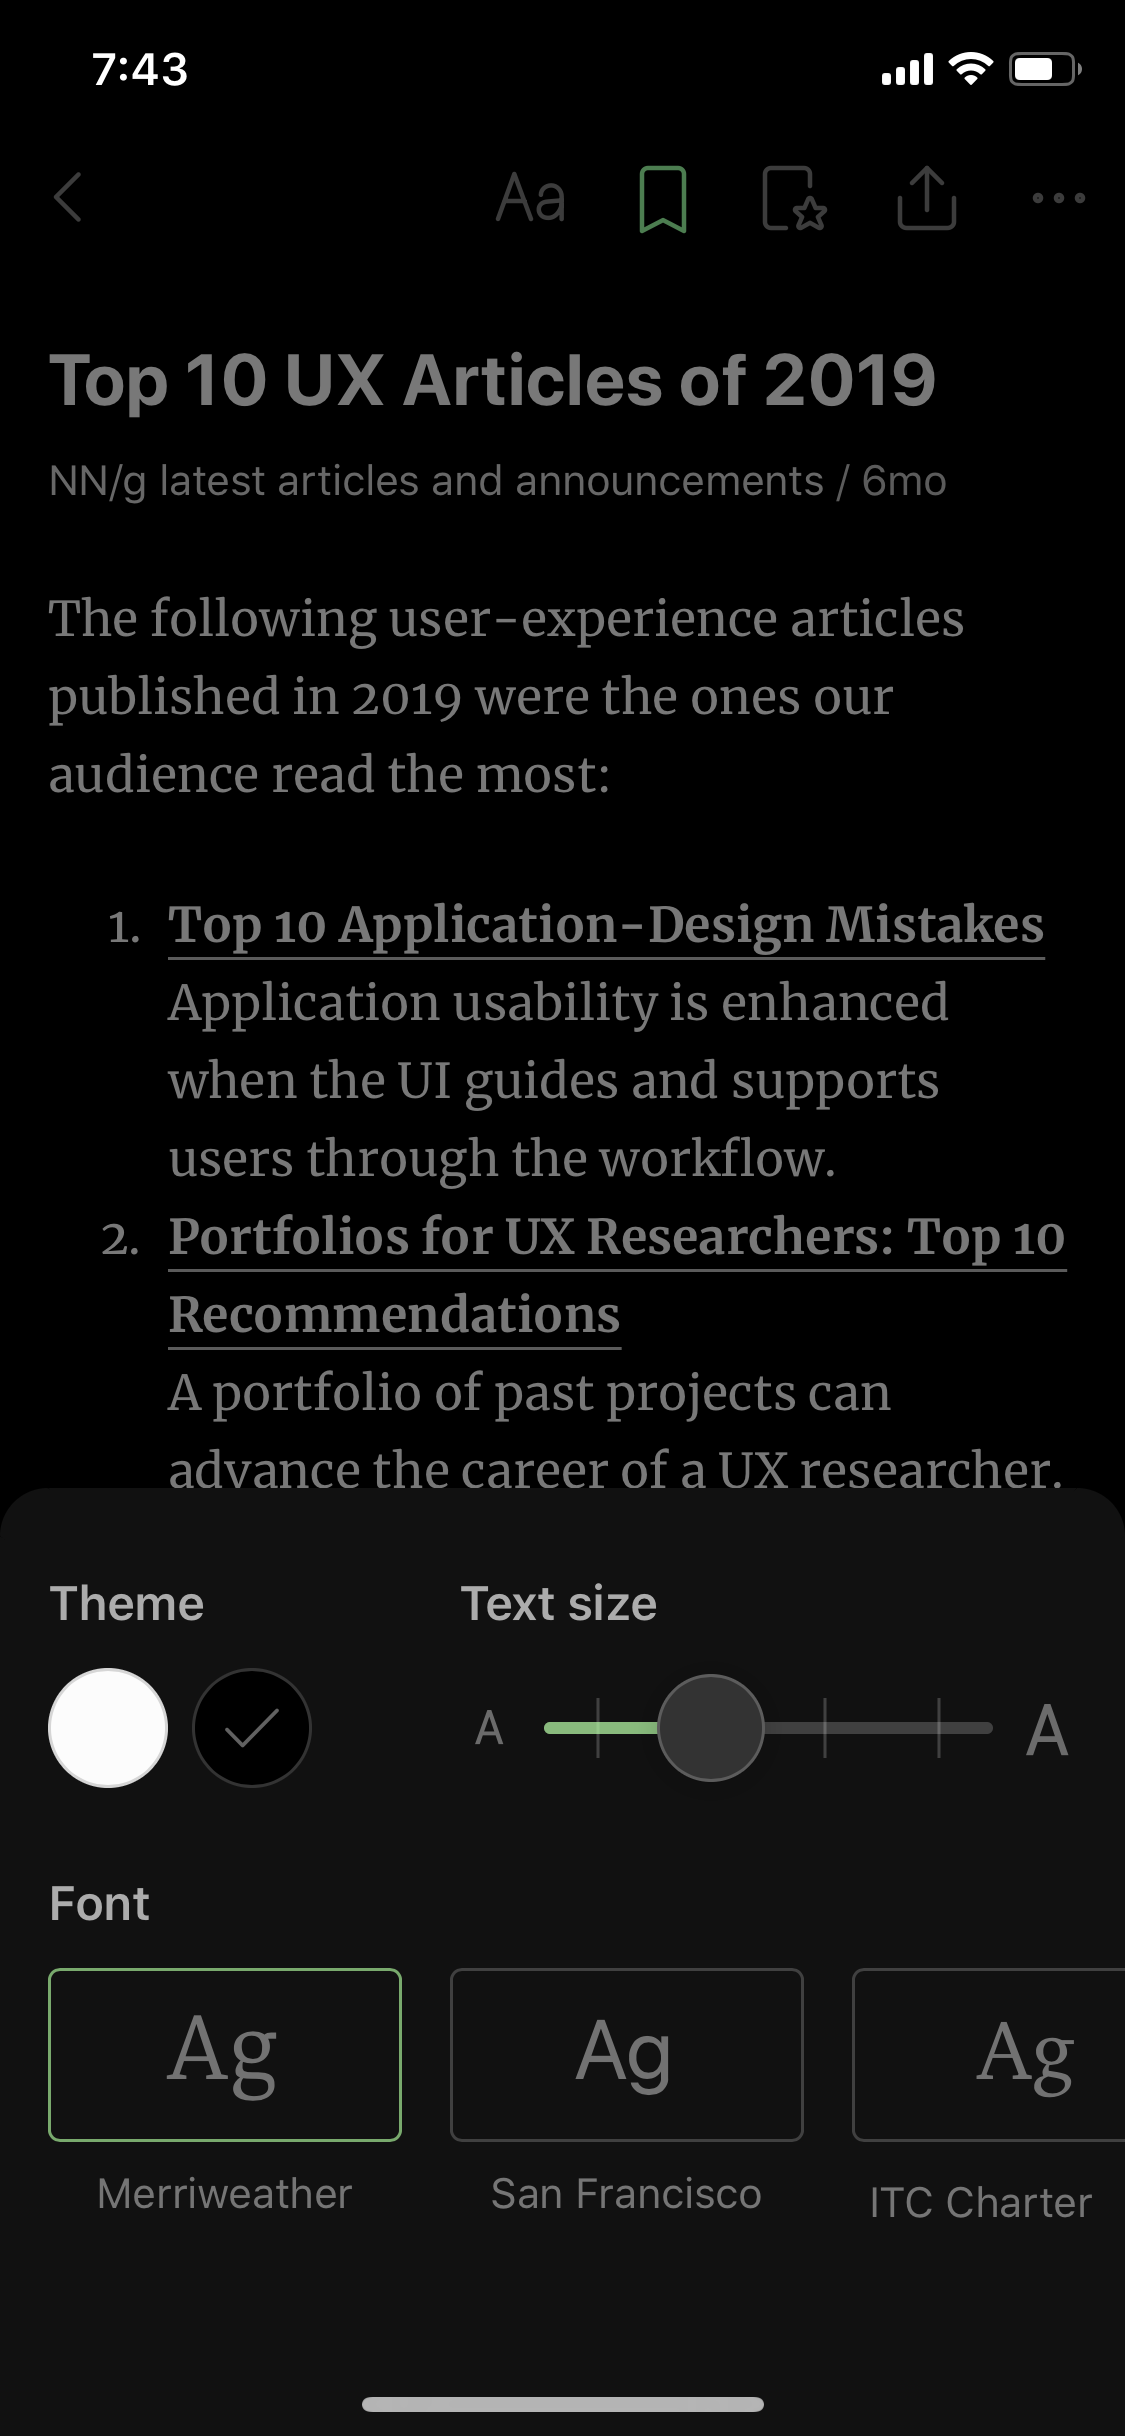 7:43
Aa
Top 10 UX Articles of 2019
NN/g latest articles and announcements / 6mo
The following user-experience articles
published in 2019 were the ones our
audience read the most:
1. Top 10 Application-Design Mistakes
Application usability is enhanced
when the UI guides and supports
users through the workflow.
2. Portfolios for UX Researchers: Top 10
Recommendations
A portfolio of past projects can
advance the career of a UX researcher.
Theme
Text size
A
A
Font
Ag
Ag
Ag
Merriweather
San Francisco
ITC Charter